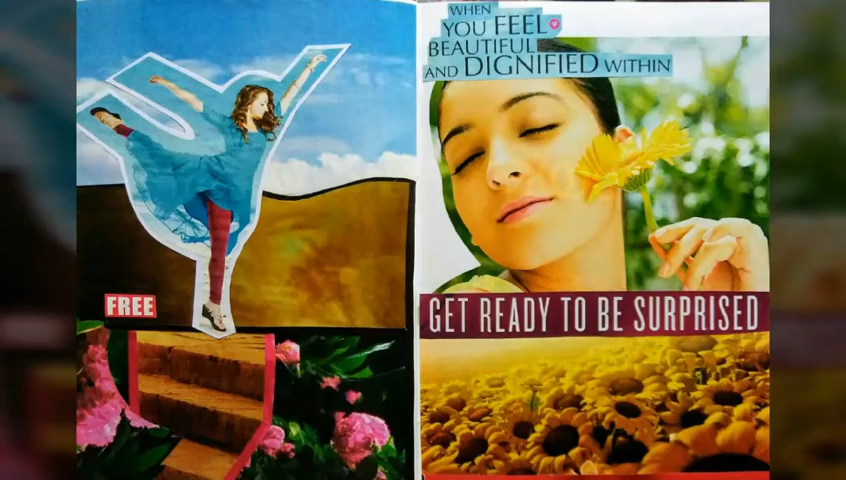 FREE
WHEN
YOU FEEL
BEAUTIFUL
AND DIGNIFIED WITHIN
GET READY TO BE SURPRISED